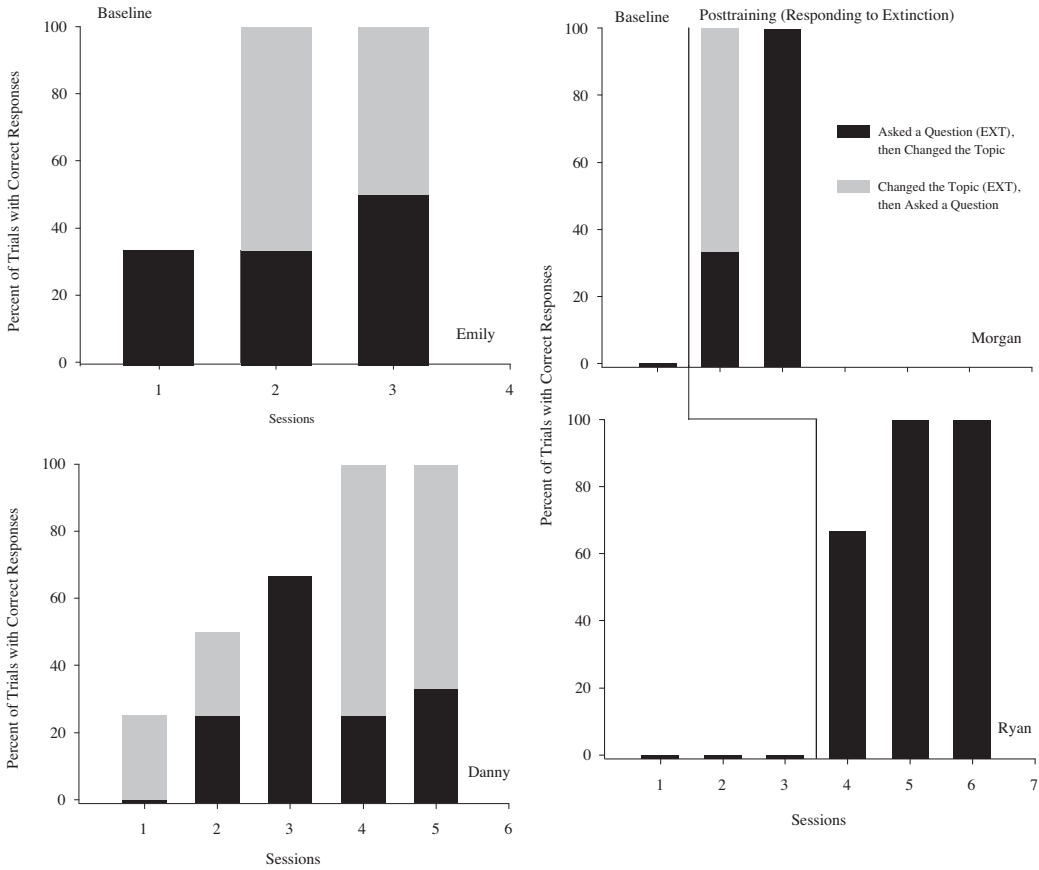 Baseline
Percent of Trials with Correct Responses
100
80
60
40
20
0
1 2 3 4
Sessions
Emily
Percent of Trials with Correct Responses
100
80
60
40
20
0
1 2 3 4 5 6
Sessions
Danny
Baseline Posttraining (Responding to Extinction)
Percent of Trials with Correct Responses
100
80
60
40
20
0
Asked a Question (EXT),
then Changed the Topic
Changed the Topic (EXT),
then Asked a Question
Morgan
100
80
60
40
20
0
Ryan
1 2 3 4 5 6 7
Sessions